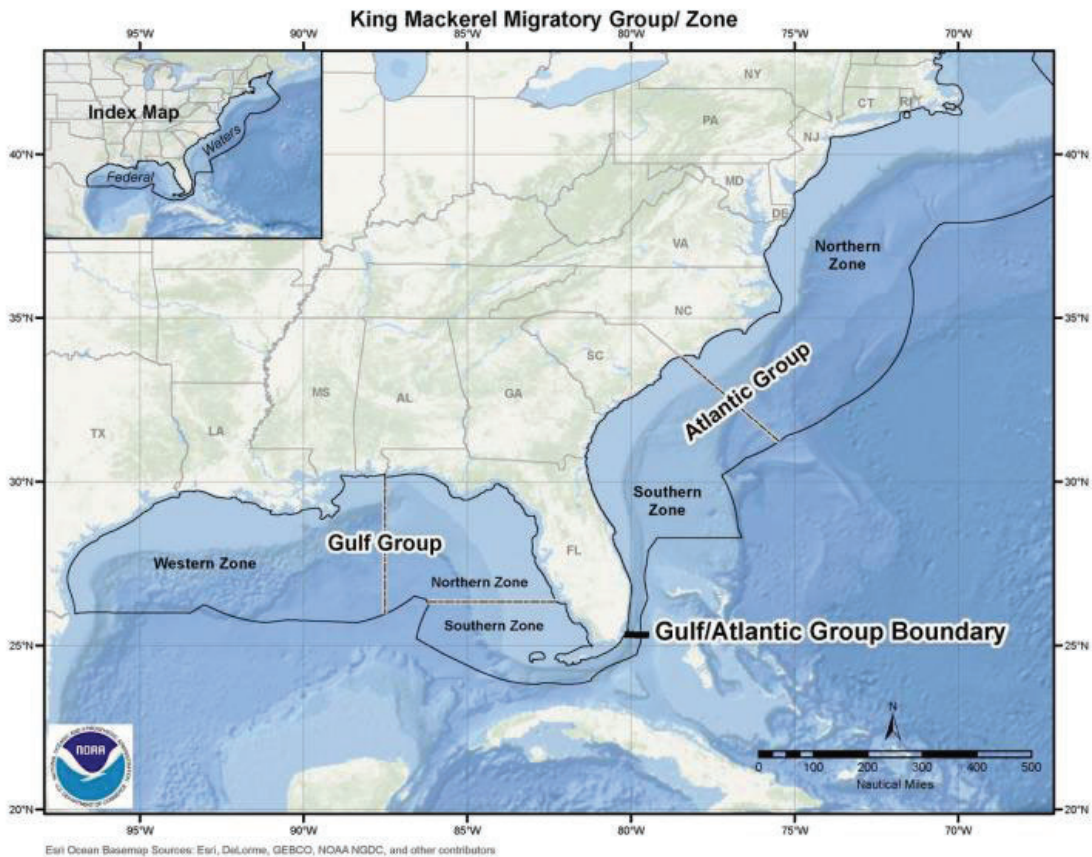 King Mackerel Migratory Group/ Zone
95°W 90°W 85°W 80°W 75°W 70°W
Index Map
Federal
Waters
NY
CT
RI
PA
NJ
MD
DE
VA
NC
SC
TX
LA
MS
AL
GA
FL
40°N 40°N
35°N 35°N
30°N 30°N
25°N 25°N
20°N 20°N
Northern
Zone
Atlantic Group
Southern
Zone
Gulf Group
Western Zone
Northern Zone
Southern Zone
Gulf/Atlantic Group Boundary
N
0 100 200 300 400 500
Nautical Miles
NOAA
95°W 90°W 85°W 80°W 75°W 70°W
Esri Ocean Basemap Sources: Esri, DeLorme, GEBCO, NOAA NGDC, and other contributors